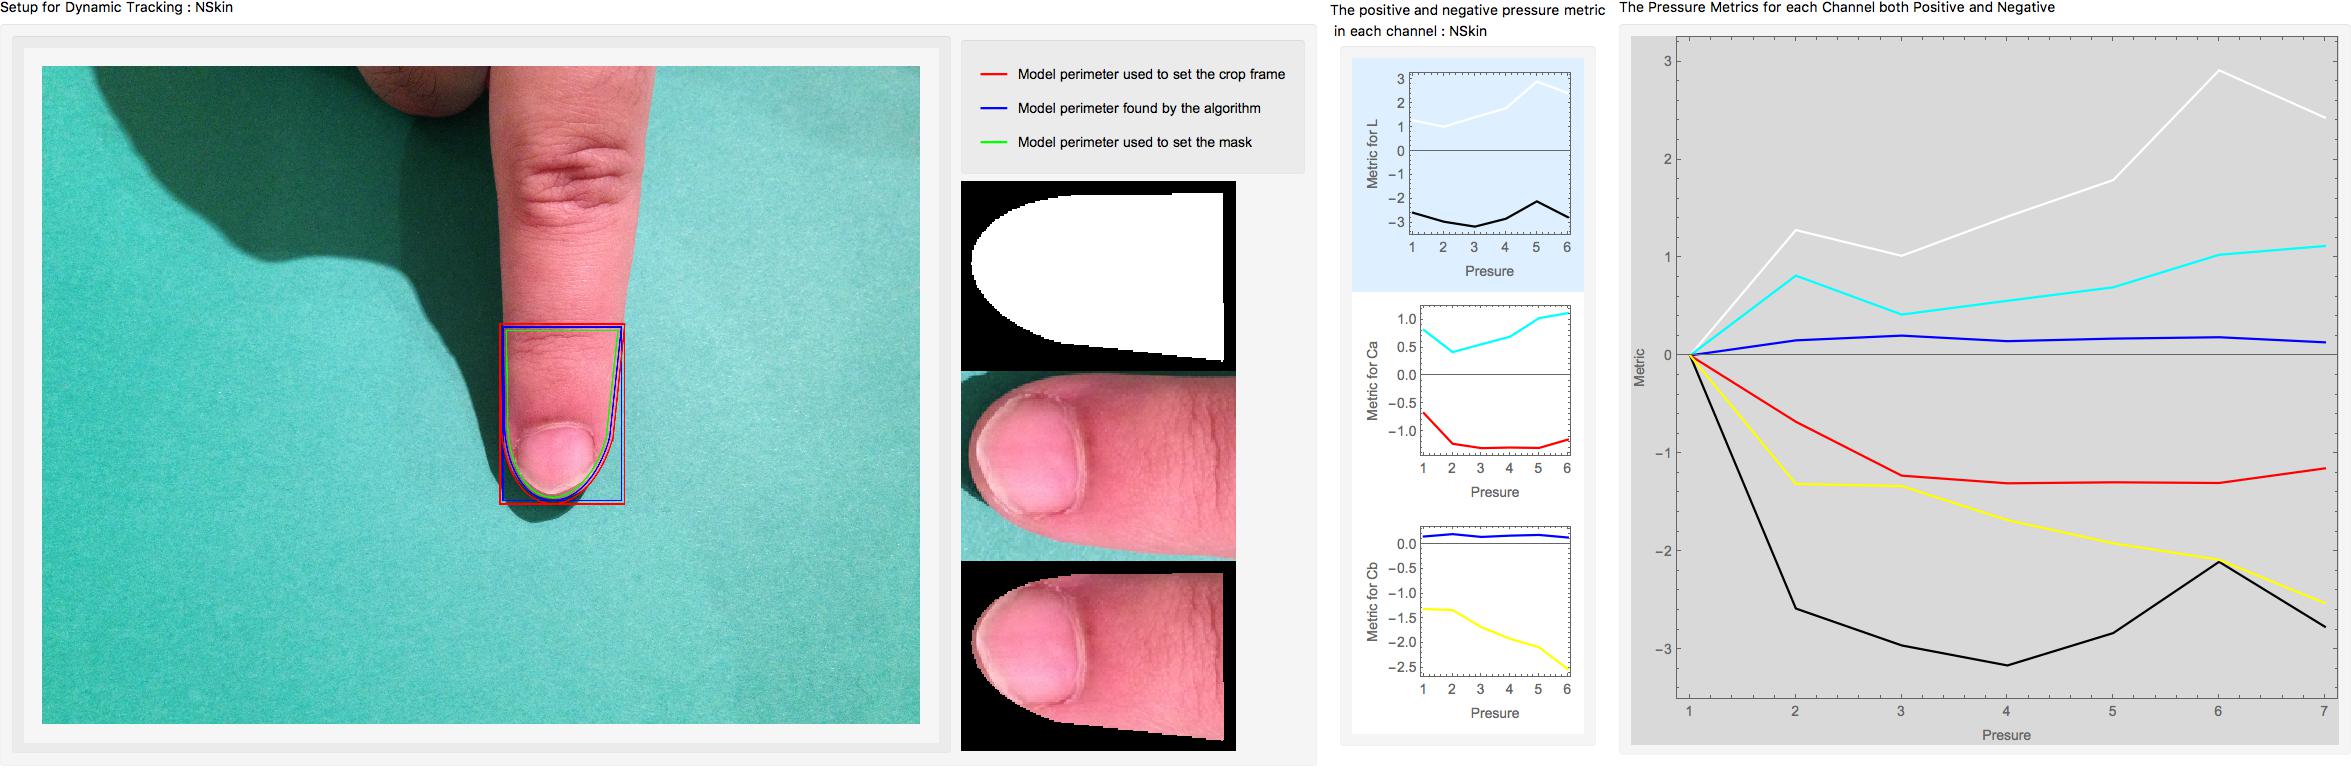 Setup for Dynamic Tracking : NSkin
Model perimeter used to set the crop frame
Model perimeter found by the algorithm
Model perimeter used to set the mask
The positive and negative pressure metric
in each channel : NSkin
Metric for L
3
2
1
0
−1
−2
−3
1 2 3 4 5 6
Presure
Metric for Ca
1.0
0.5
0.0
−0.5
−1.0
1 2 3 4 5 6
Presure
Metric for Cb
0.0
−0.5
−1.0
−1.5
−2.0
−2.5
1 2 3 4 5 6
Presure
The Pressure Metrics for each Channel both Positive and Negative
Metric
3
2
1
0
−1
−2
−3
1 2 3 4 5 6 7
Presure